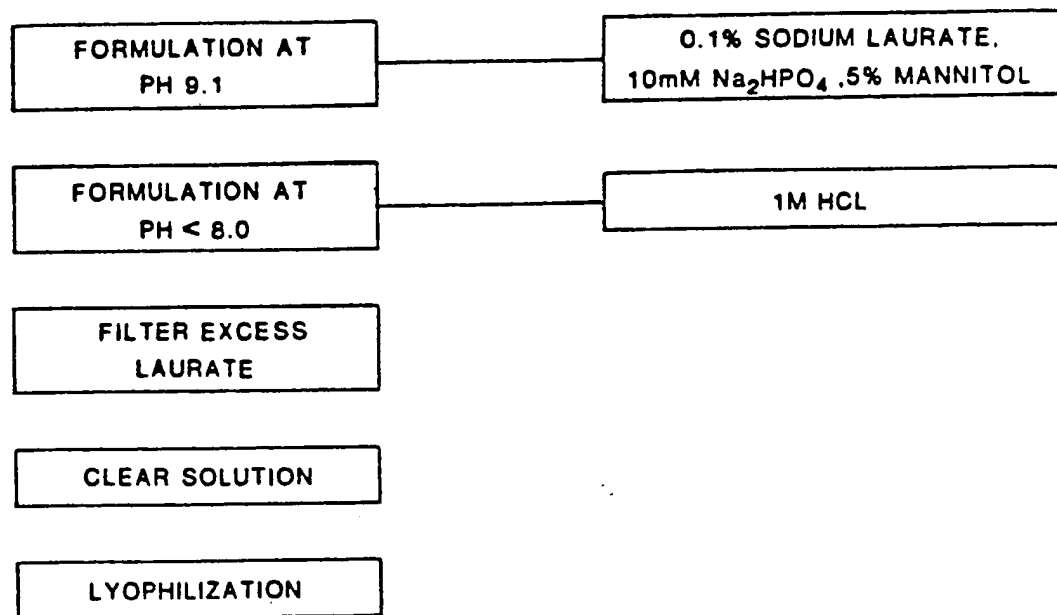 FORMULATION AT
PH 9.1
0.1% SODIUM LAURATE.
10mM Na₂HPO₄ .5% MANNITOL
FORMULATION AT
PH < 8.0
1M HCL
FILTER EXCESS
LAURATE
CLEAR SOLUTION
LYOPHILIZATION